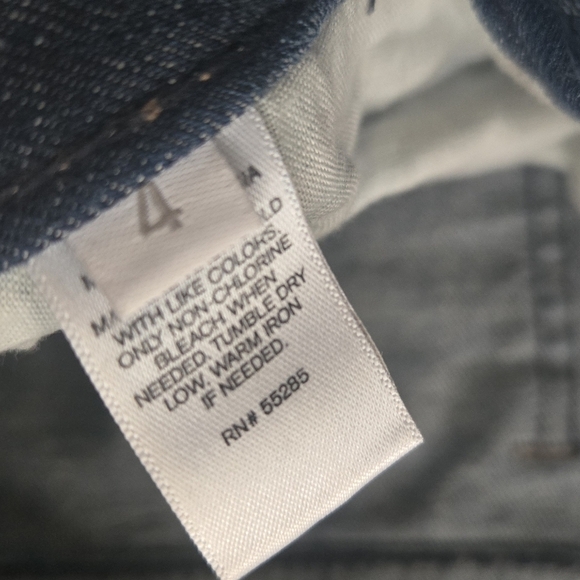 4
WITH LIKE COLORS.
ONLY NON-CHLORINE
BLEACH WHEN
NEEDED. TUMBLE DRY
LOW, WARM IRON
IF NEEDED.
RN# 55285